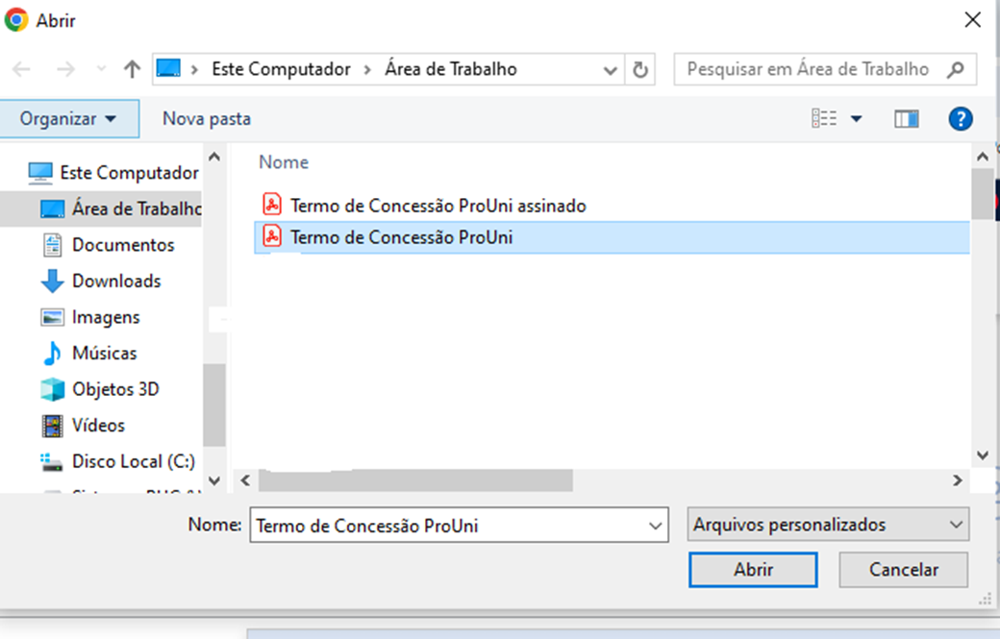 Abrir
Este Computador > Área de Trabalho
Pesquisar em Área de Trabalho
Organizar
Nova pasta
?
Nome
Este Computador
Área de Trabalho
Documentos
Downloads
Imagens
Músicas
Objetos 3D
Vídeos
Disco Local (C:)
Termo de Concessão ProUni assinado
Termo de Concessão ProUni
Nome: Termo de Concessão ProUni
Arquivos personalizados
Abrir
Cancelar